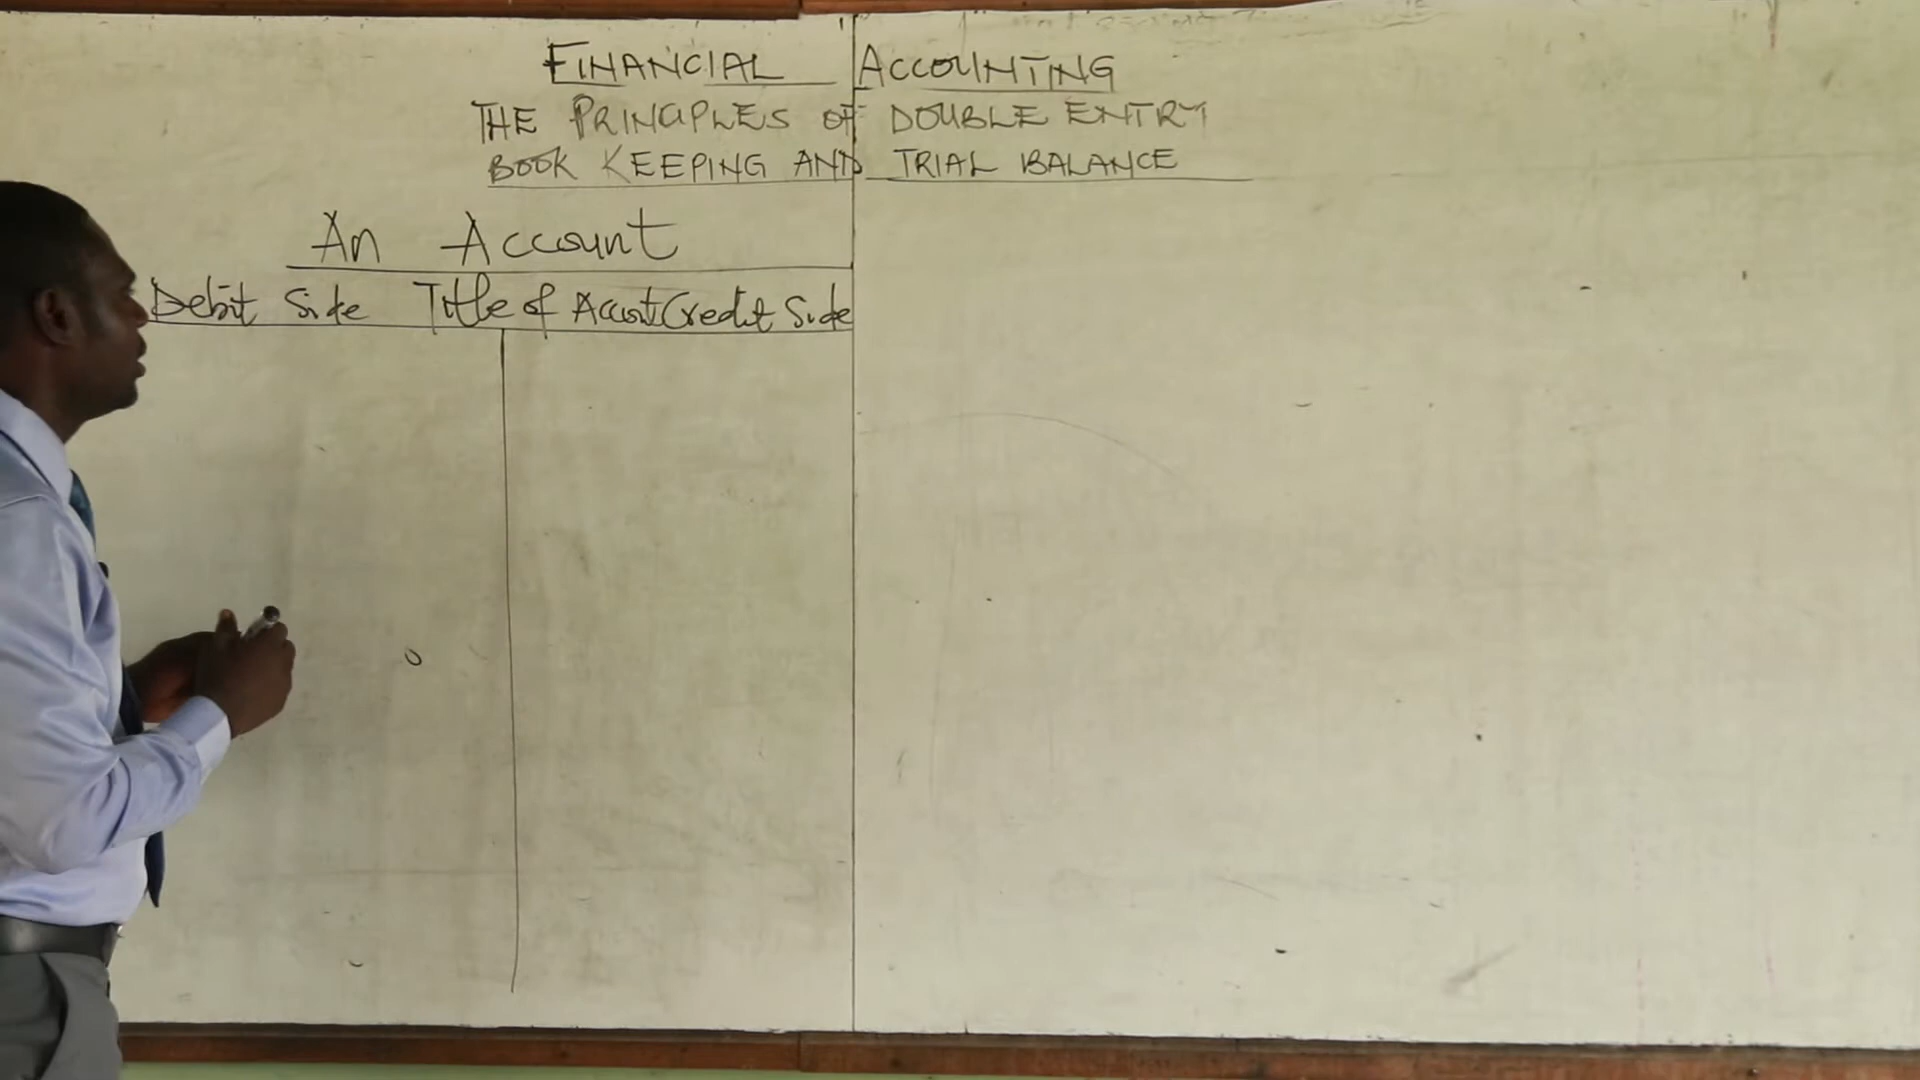 FINANCIAL ACCOUNTING
THE PRINCIPLES OF DOUBLE ENTRY
BOOK KEEPING AND TRIAL BALANCE
An Account
Debit Side Title of Account Credit Side